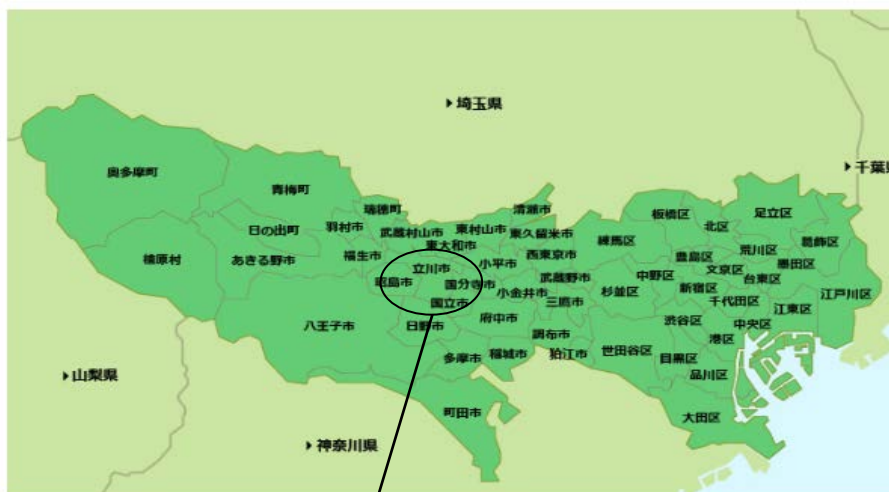 ▶埼玉県
▶千葉県
奥多摩町
青梅町
瑞穂町
清瀬市
日の出町
羽村市
武蔵村山市
東村山市
東久留米市
東大和市
板橋区
北区
足立区
檜原村
あきる野市
福生市
立川市
小平市
西東京市
練馬区
豊島区
荒川区
葛飾区
昭島市
国分寺市
武蔵野市
中野区
文京区
墨田区
台東区
国立市
小金井市
三鷹市
杉並区
新宿区
千代田区
江戸川区
八王子市
日野市
府中市
調布市
渋谷区
港区
中央区
江東区
多摩市
稲城市
狛江市
世田谷区
目黒区
品川区
▶山梨県
町田市
大田区
▶神奈川県